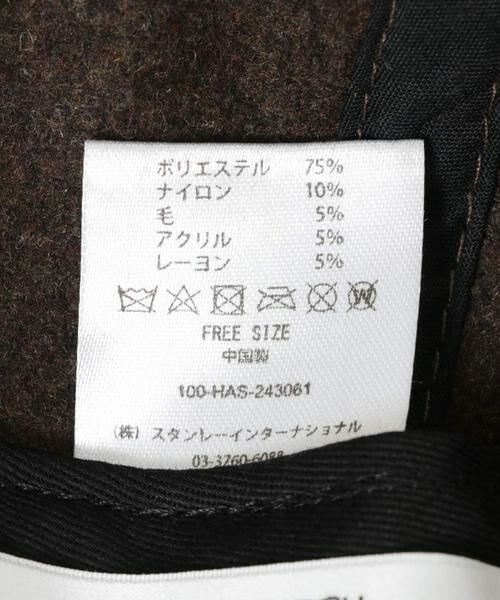 ポリエステル 75%
ナイロン 10%
毛 5%
アクリル 5%
レーヨン 5%
W
FREE SIZE
中国製
100-HAS-243061
(株) スタンレーインターナショナル
03-3760-6088